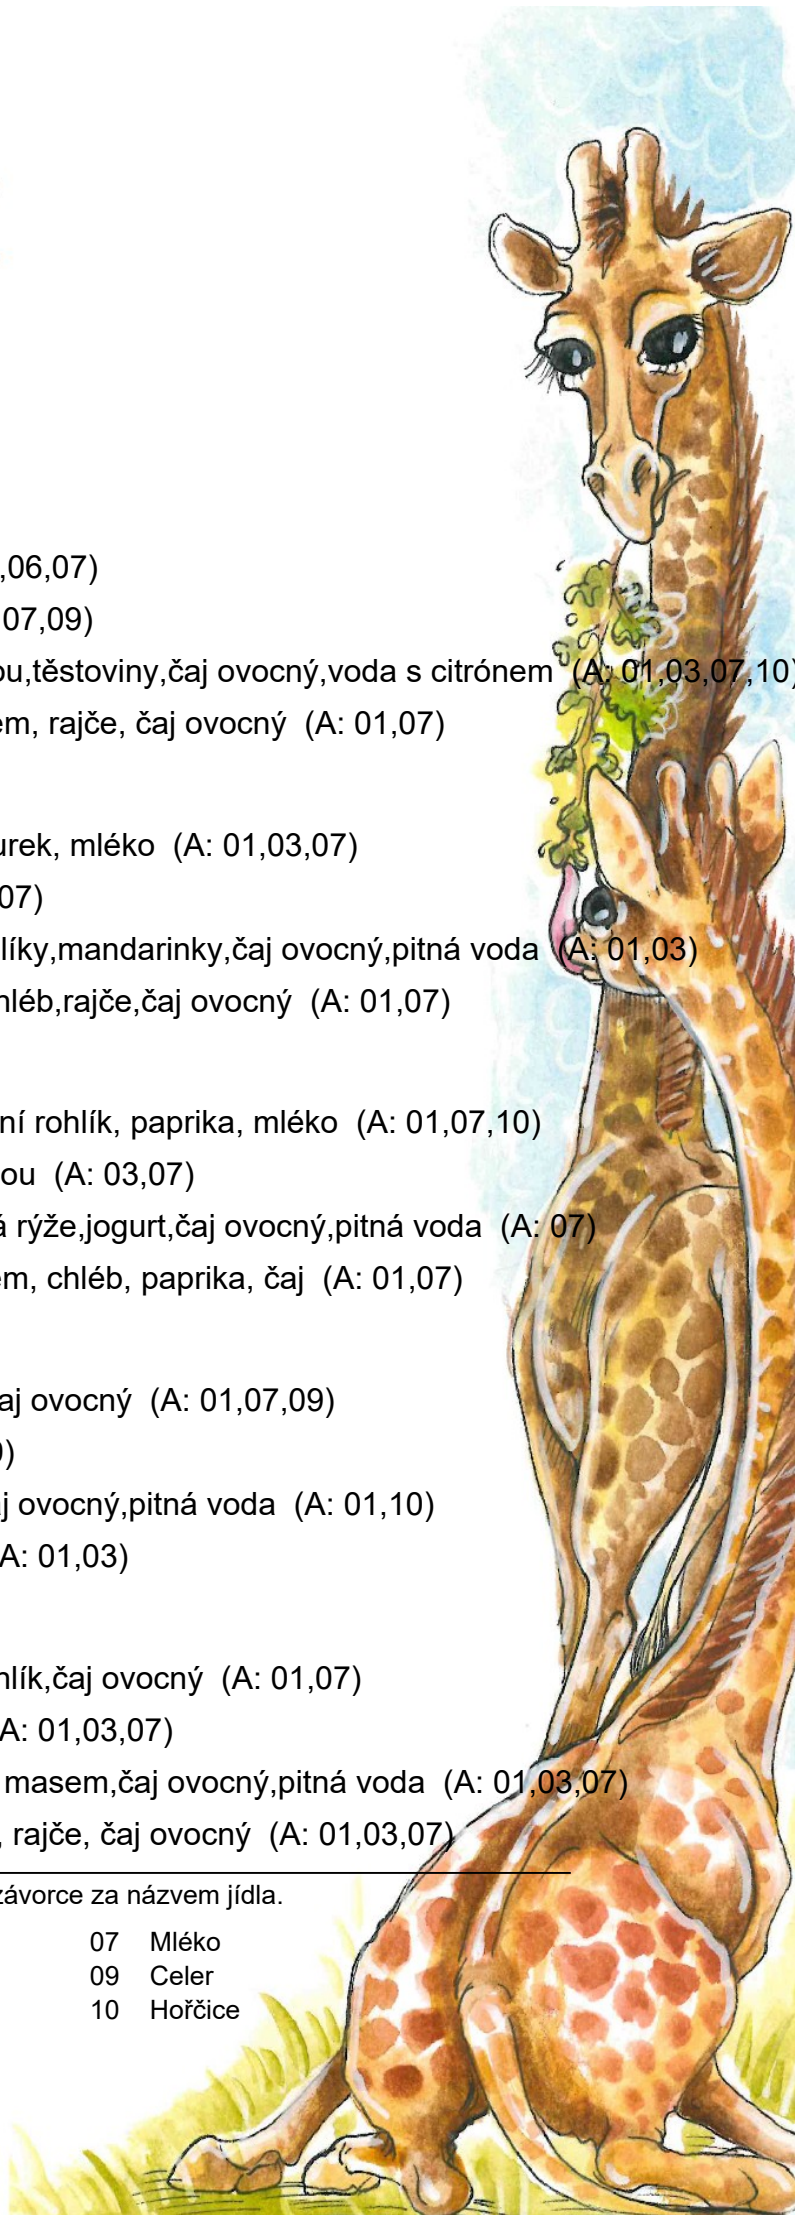 ,06,07)
07,09)
ou,těstoviny,čaj ovocný,voda s citrónem (A: 01,03,07,10)
em, rajče, čaj ovocný (A: 01,07)
urek, mléko (A: 01,03,07)
07)
líky,mandarinky,čaj ovocný,pitná voda (A: 01,03)
hléb,rajče,čaj ovocný (A: 01,07)
ní rohlík, paprika, mléko (A: 01,07,10)
ou (A: 03,07)
á rýže,jogurt,čaj ovocný,pitná voda (A: 07)
em, chléb, paprika, čaj (A: 01,07)
aj ovocný (A: 01,07,09)
)
j ovocný,pitná voda (A: 01,10)
A: 01,03)
hlík,čaj ovocný (A: 01,07)
A: 01,03,07)
masem,čaj ovocný,pitná voda (A: 01,03,07)
, rajče, čaj ovocný (A: 01,03,07)
závorce za názvem jídla.
07 Mléko
09 Celer
10 Hořčice